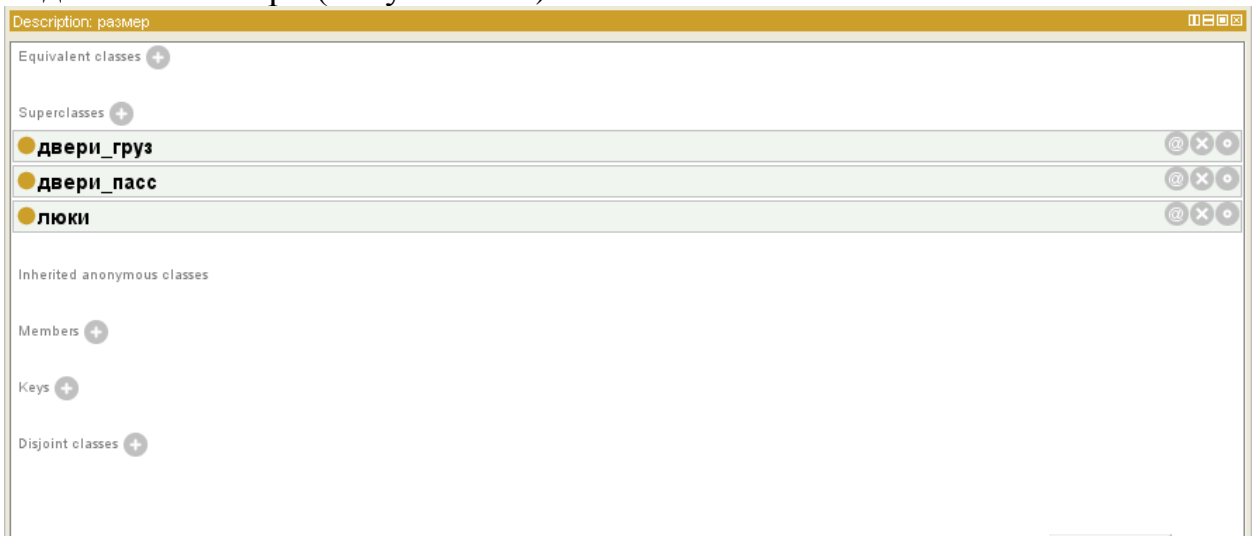 Description: размер
Equivalent classes
Superclasses
двери_груз
двери_пасс
люки
Inherited anonymous classes
Members
Keys
Disjoint classes